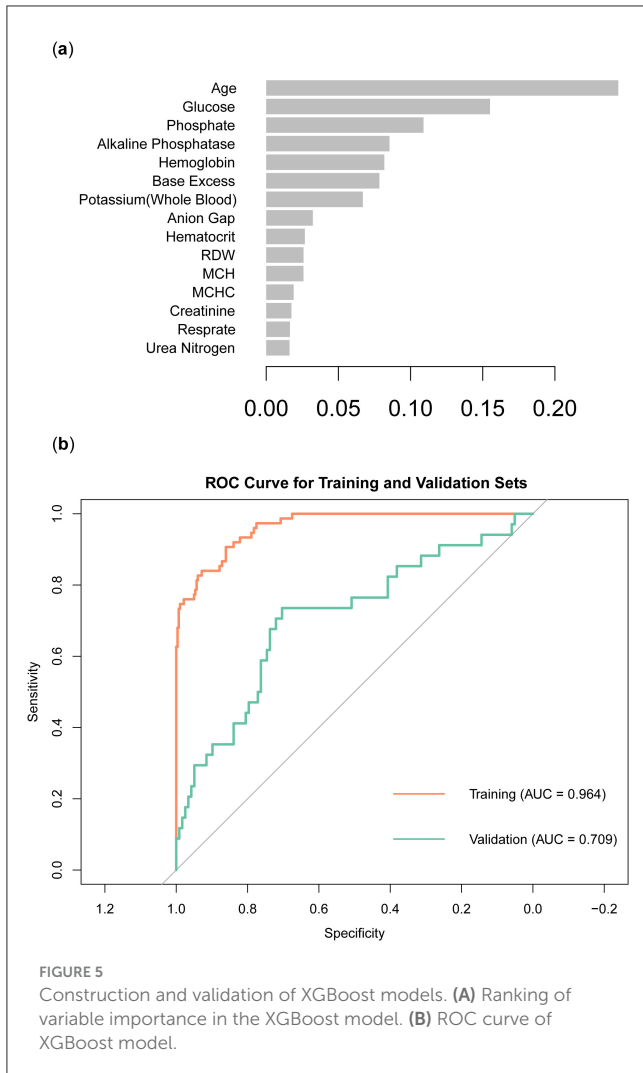 (a)
Age
Glucose
Phosphate
Alkaline Phosphatase
Hemoglobin
Base Excess
Potassium(Whole Blood)
Anion Gap
Hematocrit
RDW
MCH
MCHC
Creatinine
Resprate
Urea Nitrogen
0.00 0.05 0.10 0.15 0.20
(b)
ROC Curve for Training and Validation Sets
Sensitivity
1.0
0.8
0.6
0.4
0.2
0.0
Training (AUC = 0.964)
Validation (AUC = 0.709)
1.2 1.0 0.8 0.6 0.4 0.2 0.0 −0.2
Specificity
FIGURE 5
Construction and validation of XGBoost models. (A) Ranking of
variable importance in the XGBoost model. (B) ROC curve of
XGBoost model.